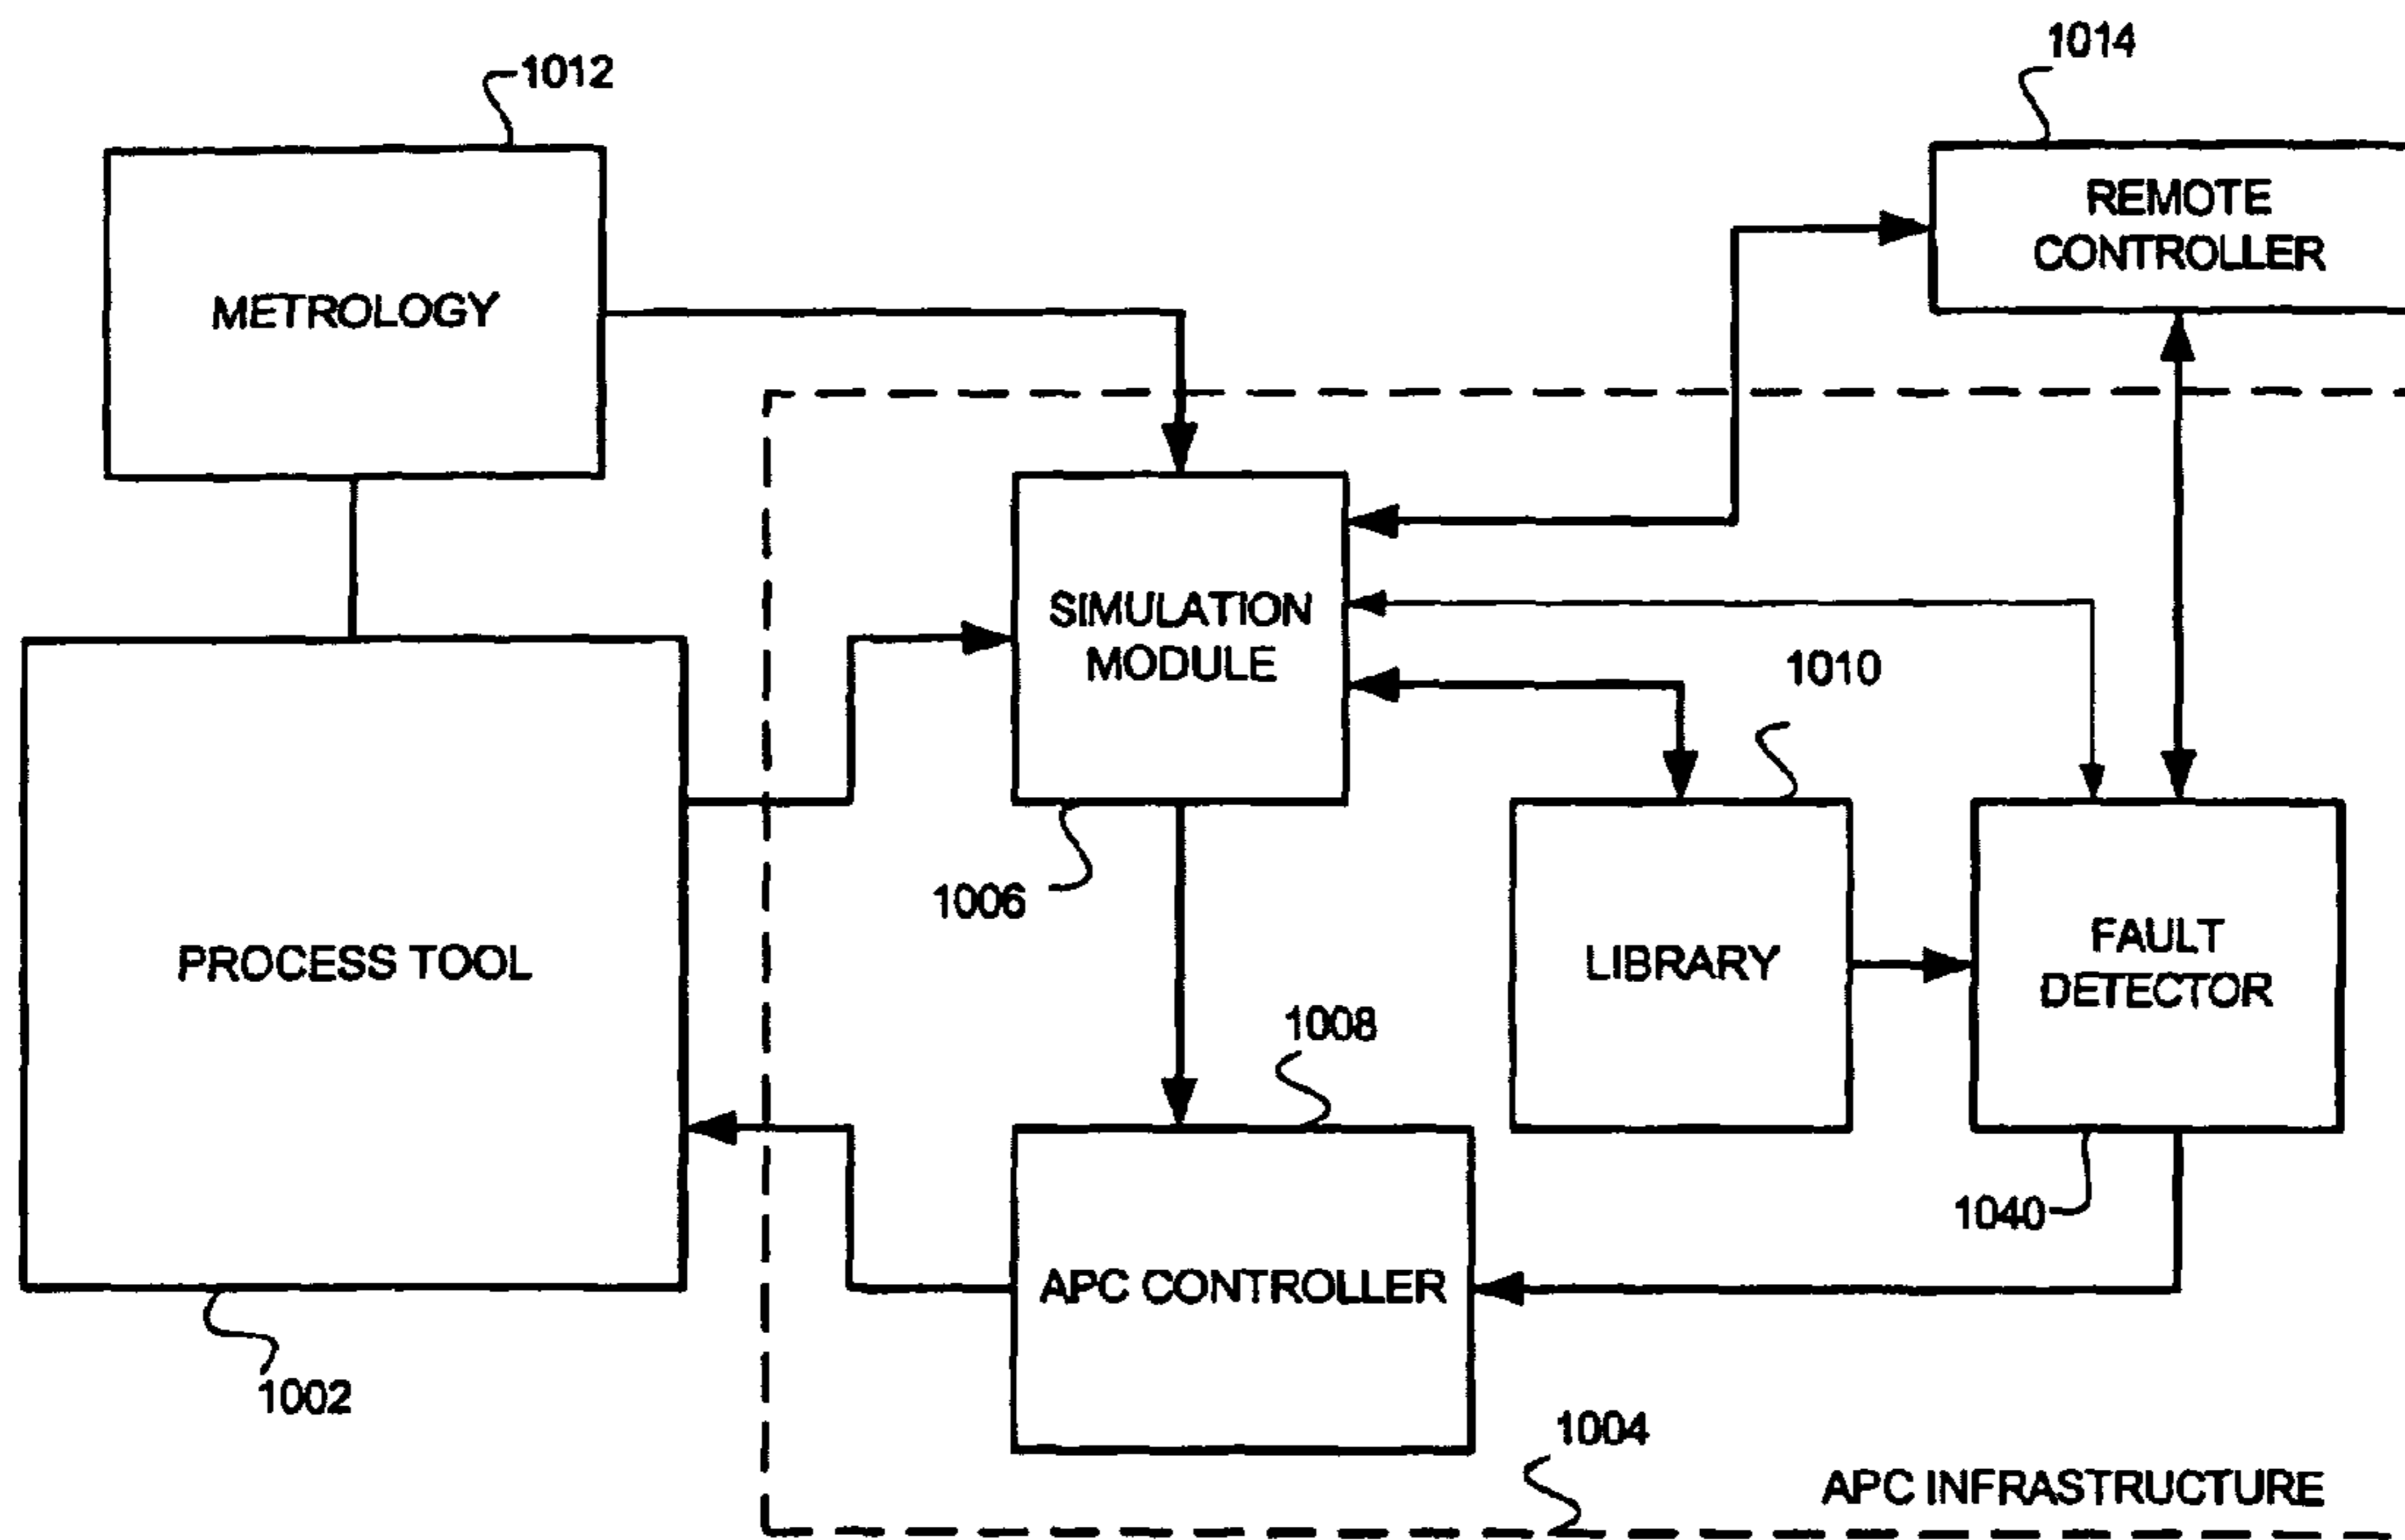 1012
1014
METROLOGY
REMOTE
CONTROLLER
SIMULATION
MODULE
1010
1006
PROCESS TOOL
LIBRARY
FAULT
DETECTOR
1008
1040
APC CONTROLLER
1002
1004
APC INFRASTRUCTURE